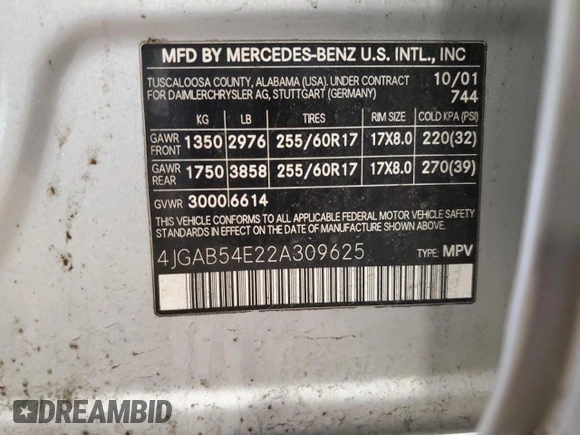 MFD BY MERCEDES-BENZ U.S. INTL., INC
TUSCALOOSA COUNTY, ALABAMA (USA). UNDER CONTRACT 10/01
FOR DAIMLERCHRYSLER AG, STUTTGART (GERMANY) 744
KG LB TIRES RIM SIZE COLD KPA (PSI)
GAWR FRONT 1350 2976 255/60R17 17X8.0 220(32)
GAWR REAR 1750 3858 255/60R17 17X8.0 270(39)
GVWR 3000 6614
THIS VEHICLE CONFORMS TO ALL APPLICABLE FEDERAL MOTOR VEHICLE SAFETY
STANDARDS IN EFFECT ON THE DATE OF MANUFACTURE SHOWN ABOVE.
4JGAB54E22A309625 TYPE: MPV
DREAMBID